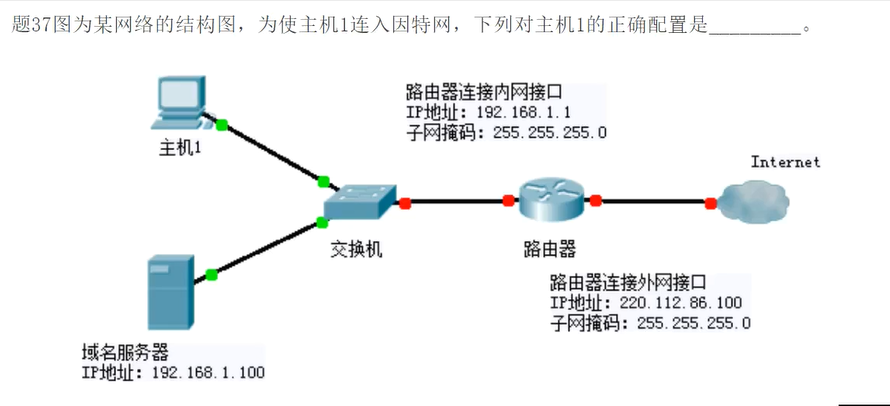 题37图为某网络的结构图，为使主机1连入因特网，下列对主机1的正确配置是_________。
路由器连接内网接口
IP地址：192.168.1.1
子网掩码：255.255.255.0
主机1
Internet
交换机
路由器
路由器连接外网接口
IP地址：220.112.86.100
子网掩码：255.255.255.0
域名服务器
IP地址：192.168.1.100